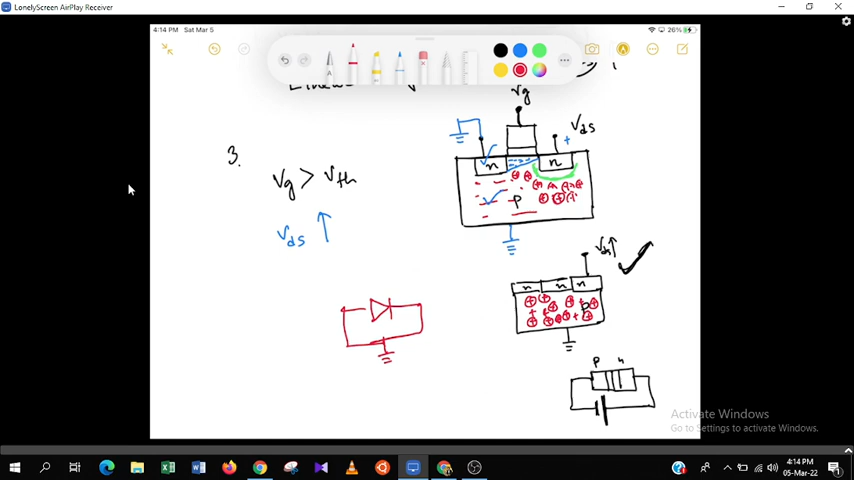 LonelyScreen AirPlay Receiver
4:14 PM Sat Mar 5
26%
A
Vg
Vds
+
3.
Vg > Vth
n
n
p
Vds ↑
Vds ↑
n
n
n
p
p
n
Activate Windows
Go to Settings to activate Windows.
4:14 PM
05-Mar-22
1